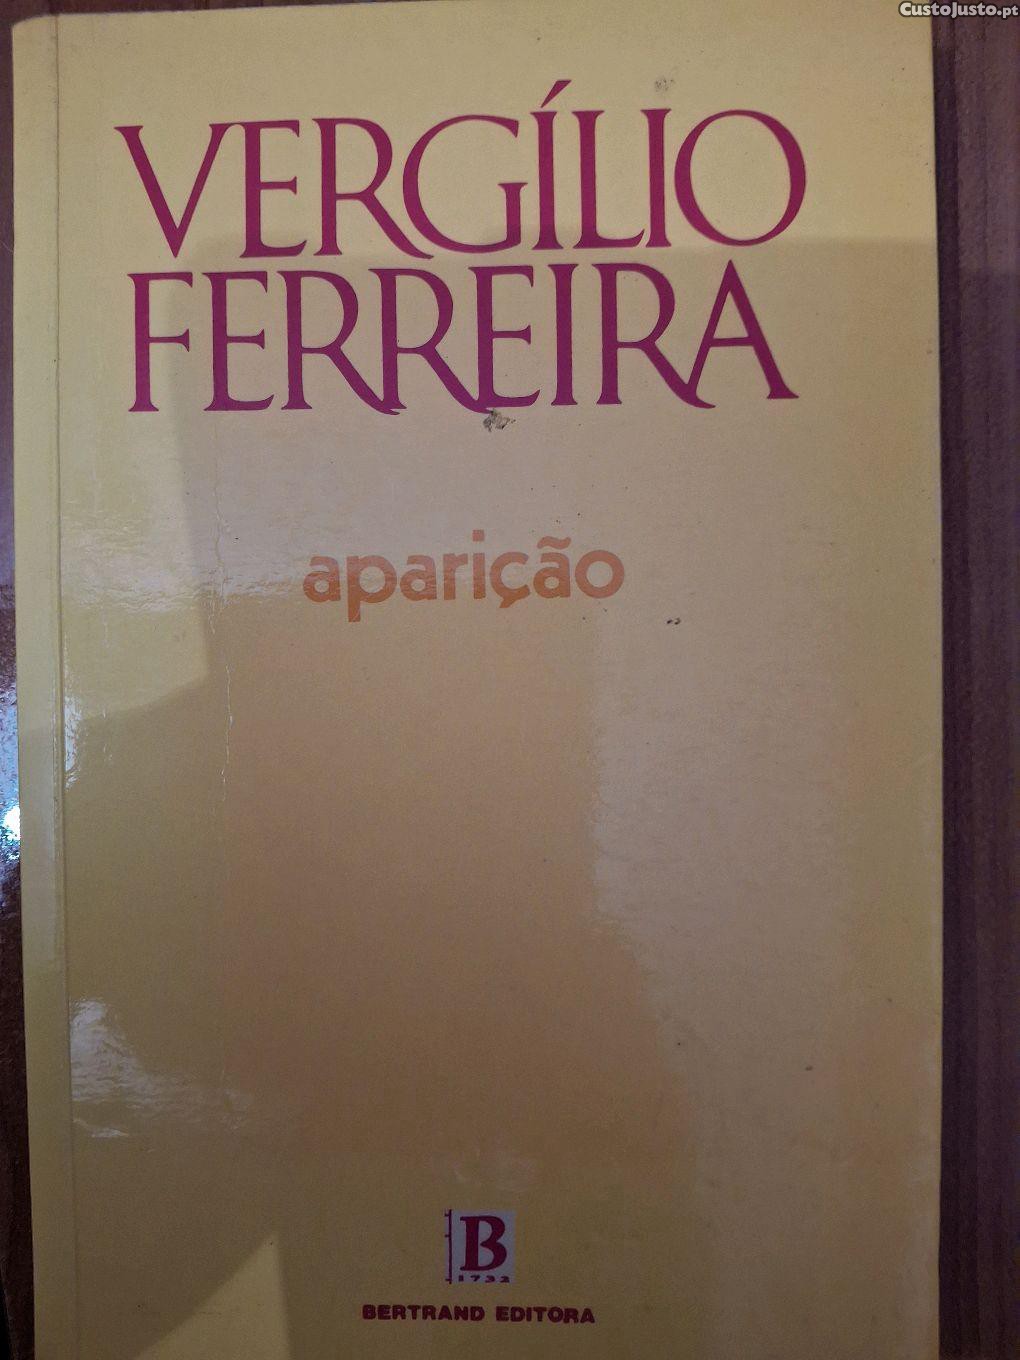 CustoJusto.pt
VERGÍLIO
FERREIRA
aparição
B
1732
BERTRAND EDITORA